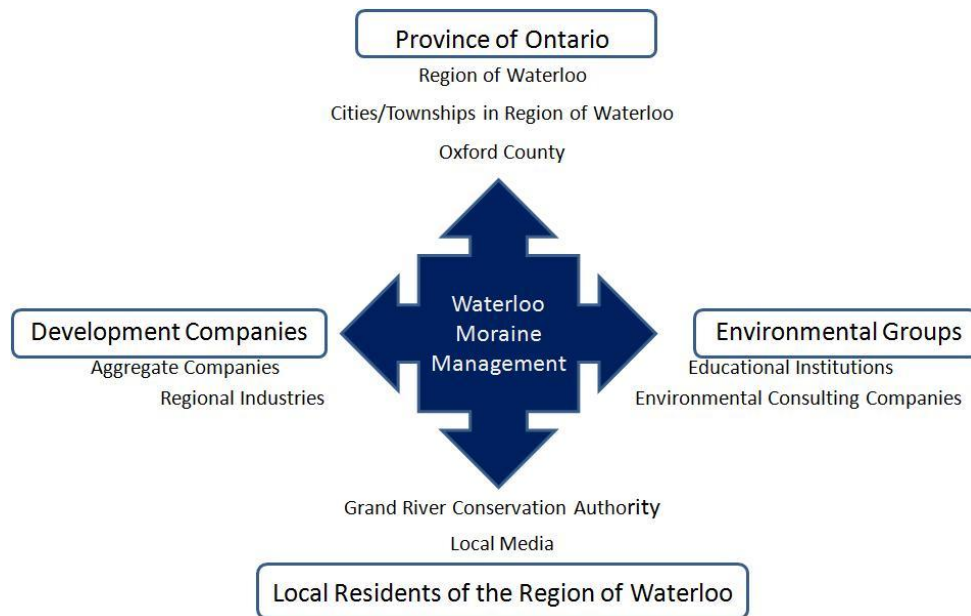 Province of Ontario
Region of Waterloo
Cities/Townships in Region of Waterloo
Oxford County
Waterloo
Moraine
Management
Development Companies
Aggregate Companies
Regional Industries
Environmental Groups
Educational Institutions
Environmental Consulting Companies
Grand River Conservation Authority
Local Media
Local Residents of the Region of Waterloo